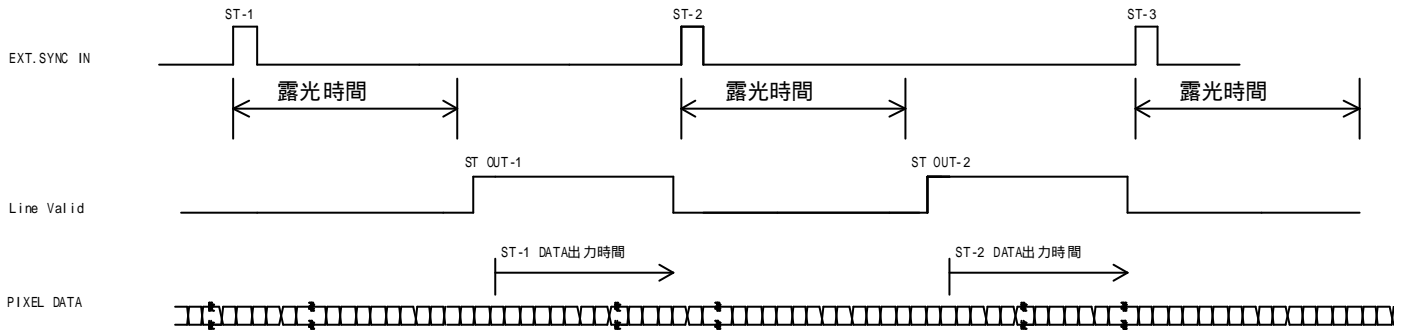 ST-1 ST-2 ST-3
EXT.SYNC IN
露光時間 露光時間 露光時間
ST OUT-1 ST OUT-2
Line Valid
ST-1 DATA出力時間 ST-2 DATA出力時間
PIXEL DATA